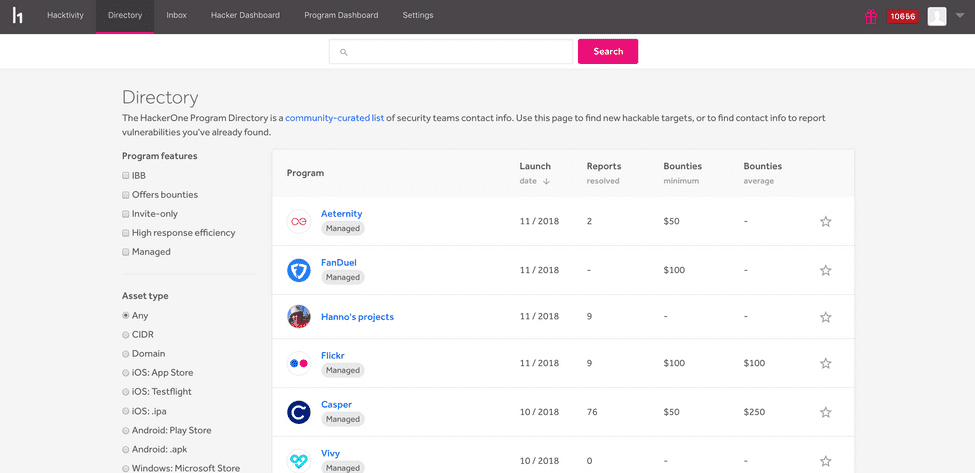 Hacktivity Directory Inbox Hacker Dashboard Program Dashboard Settings 10656
Search
Directory
The HackerOne Program Directory is a community-curated list of security teams contact info. Use this page to find new hackable targets, or to find contact info to report
vulnerabilities you've already found.
Program features
IBB
Offers bounties
Invite-only
High response efficiency
Managed
Asset type
Any
CIDR
Domain
iOS: App Store
iOS: Testflight
iOS: .ipa
Android: Play Store
Android: .apk
Windows: Microsoft Store
Program Launch date Reports resolved Bounties minimum Bounties average
Aeternity Managed 11 / 2018 2 $50 -
FanDuel Managed 11 / 2018 - $100 -
Hanno's projects 11 / 2018 9 - -
Flickr Managed 11 / 2018 9 $100 $100
Casper Managed 10 / 2018 76 $50 $250
Vivy Managed 10 / 2018 0 - -